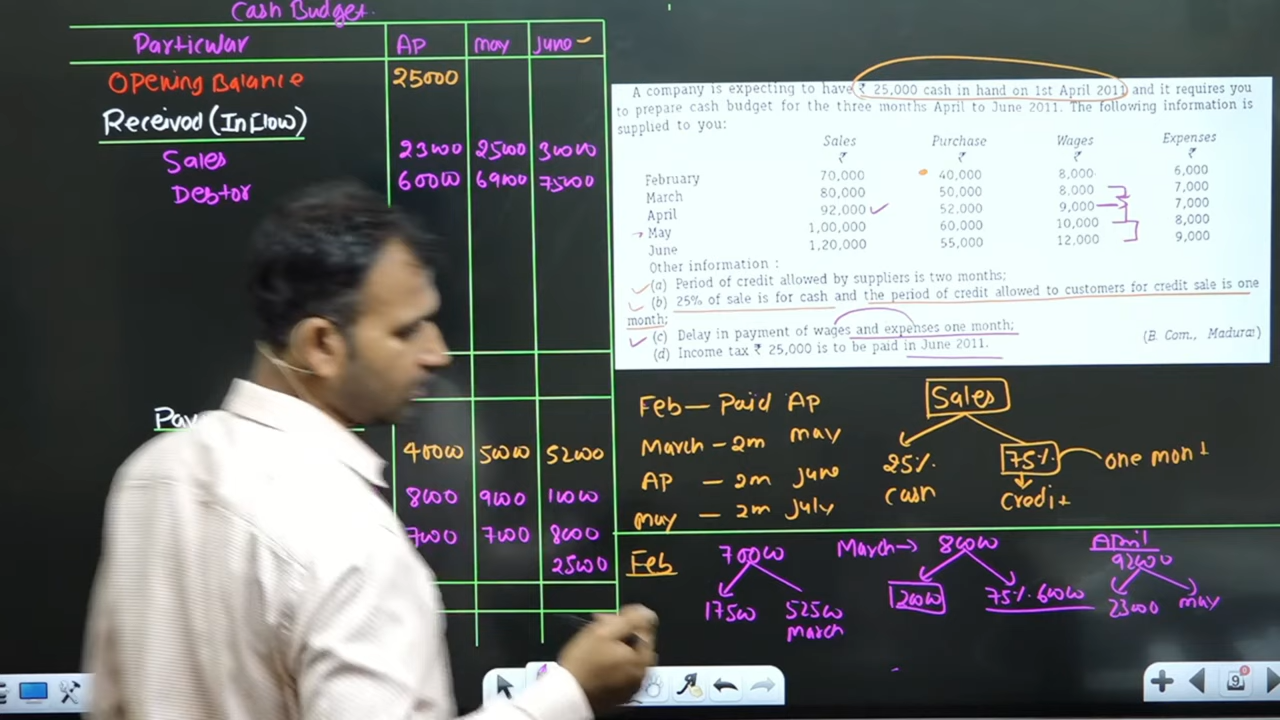 Cash Budget.
Particular AP may June
Opening Balance 25000
Received (Inflow)
Sales 23000 25000 30000
Debtor 60000 69000 75000
Pay
40000 50000 52000
8000 9000 10000
7000 7000 8000
25000
A company is expecting to have ₹ 25,000 cash in hand on 1st April 2011 and it requires you
to prepare cash budget for the three months April to June 2011. The following information is
supplied to you:
Sales Purchase Wages Expenses
₹ ₹ ₹ ₹
February 70,000 40,000 8,000 6,000
March 80,000 50,000 8,000 7,000
April 92,000 52,000 9,000 7,000
May 1,00,000 60,000 10,000 8,000
June 1,20,000 55,000 12,000 9,000
Other information :
(a) Period of credit allowed by suppliers is two months;
(b) 25% of sale is for cash and the period of credit allowed to customers for credit sale is one
month;
(c) Delay in payment of wages and expenses one month;
(d) Income tax ₹ 25,000 is to be paid in June 2011. (B. Com., Madurai)
Feb — Paid AP
March - 2m may
AP - 2m June
may - 2m July
Sales
25% 75% one mont
cash credit
Feb 70000
17500 52500
March
March → 80000
20000 75% 60000
April
92000
23000 may
9